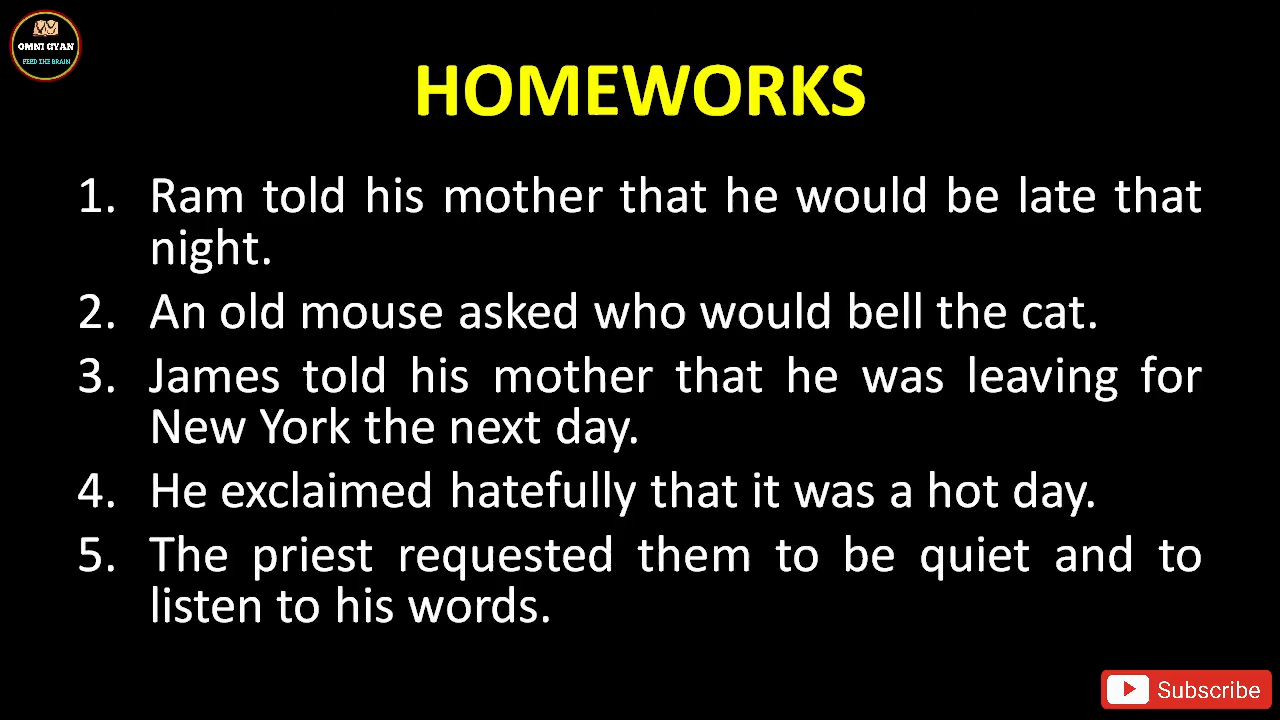 OMNI GYAN
FEED THE BRAIN
HOMEWORKS
1. Ram told his mother that he would be late that
night.
2. An old mouse asked who would bell the cat.
3. James told his mother that he was leaving for
New York the next day.
4. He exclaimed hatefully that it was a hot day.
5. The priest requested them to be quiet and to
listen to his words.
Subscribe